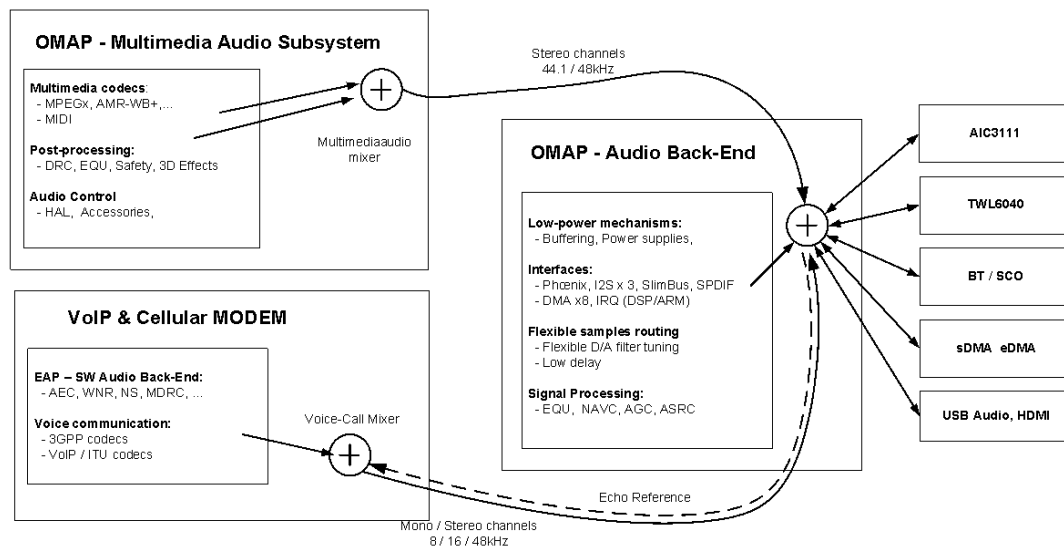 OMAP - Multimedia Audio Subsystem
Multimedia codecs:
- MPEGx, AMR-WB+,...
- MIDI
Post-processing:
- DRC, EQU, Safety, 3D Effects
Audio Control
- HAL, Accessories,
Multimediaaudio
mixer
Stereo channels
44.1 / 48kHz
OMAP - Audio Back-End
Low-power mechanisms:
- Buffering, Power supplies,
Interfaces:
- Phœnix, I2S x 3, SlimBus, SPDIF
- DMA x8, IRQ (DSP/ARM)
Flexible samples routing
- Flexible D/A filter tuning
- Low delay
Signal Processing:
- EQU, NAVC, AGC, ASRC
AIC3111
TWL6040
BT / SCO
sDMA eDMA
USB Audio, HDMI
VoIP & Cellular MODEM
EAP – SW Audio Back-End:
- AEC, WNR, NS, MDRC, ...
Voice communication:
- 3GPP codecs
- VoIP / ITU codecs
Voice-Call Mixer
Echo Reference
Mono / Stereo channels
8 / 16 / 48kHz